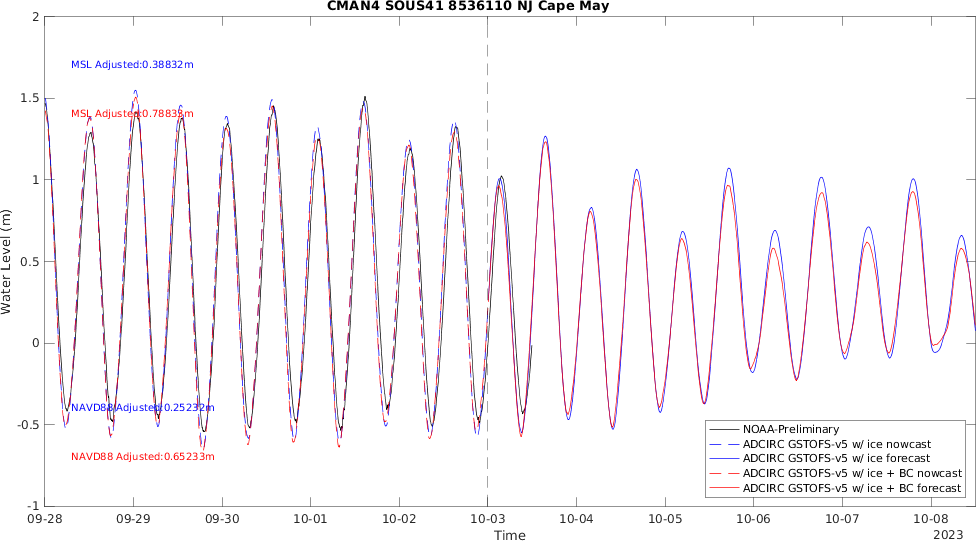 CMAN4 SOUS41 8536110 NJ Cape May
2
1.5
1
0.5
0
-0.5
-1
Water Level (m)
MSL Adjusted:0.38832m
MSL Adjusted:0.78833m
NAVD88 Adjusted:0.25232m
NAVD88 Adjusted:0.65233m
NOAA-Preliminary
ADCIRC GSTOFS-v5 w/ ice nowcast
ADCIRC GSTOFS-v5 w/ ice forecast
ADCIRC GSTOFS-v5 w/ ice + BC nowcast
ADCIRC GSTOFS-v5 w/ ice + BC forecast
09-28 09-29 09-30 10-01 10-02 10-03 10-04 10-05 10-06 10-07 10-08
Time
2023